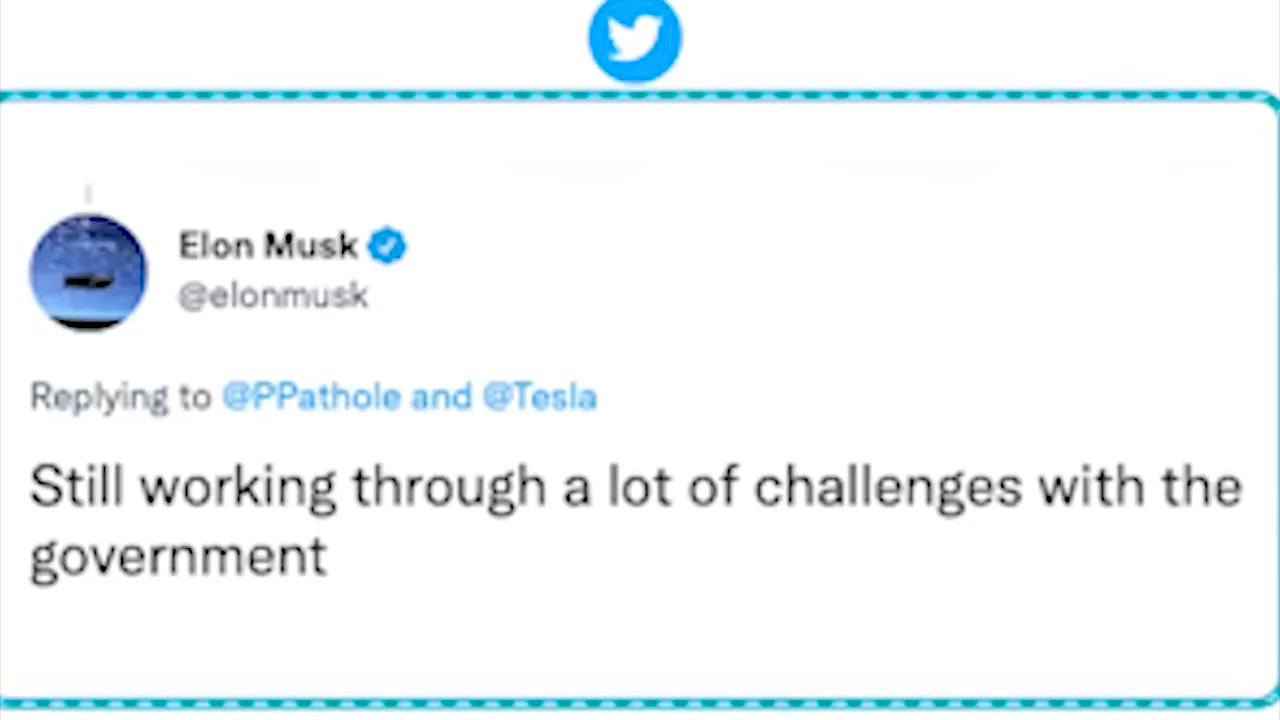 Elon Musk
@elonmusk
Replying to @PPathole and @Tesla
Still working through a lot of challenges with the
government